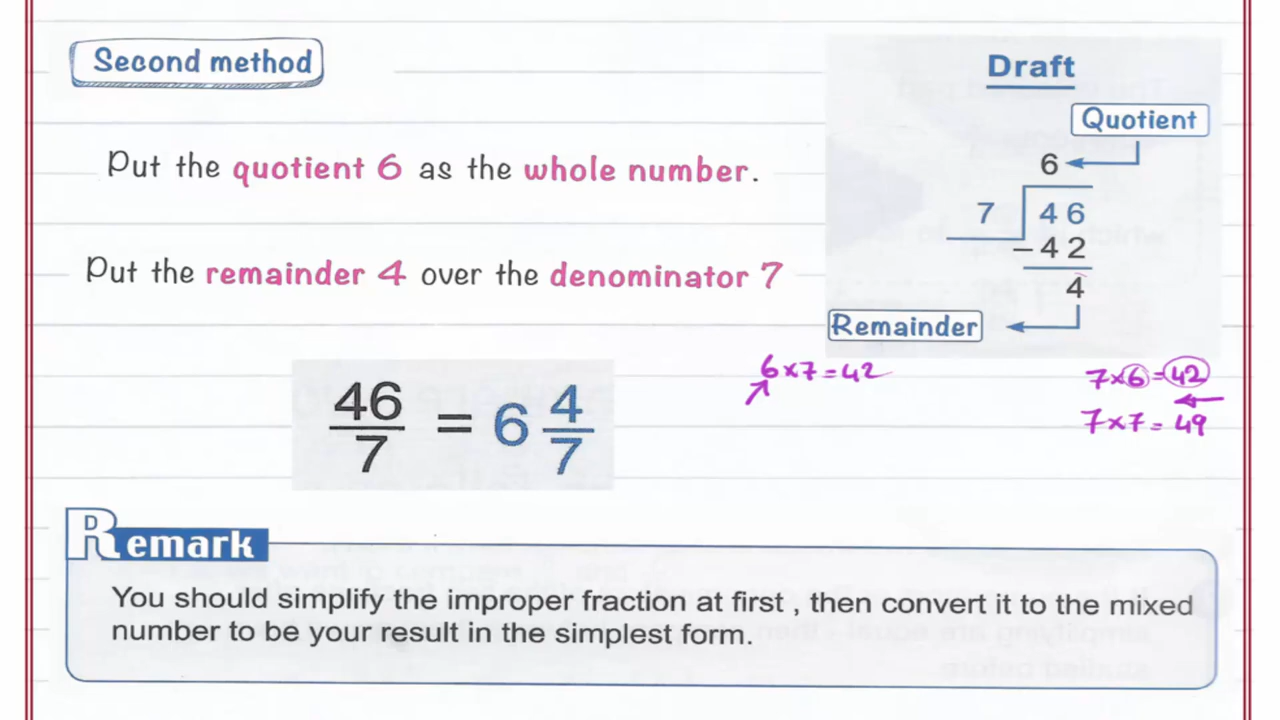 Second method
Put the quotient 6 as the whole number.
Put the remainder 4 over the denominator 7
46/7 = 6 4/7
Draft
Quotient
6
7 46
- 42
4
Remainder
6 x 7 = 42
7 x 6 = 42
7 x 7 = 49
Remark
You should simplify the improper fraction at first , then convert it to the mixed
number to be your result in the simplest form.